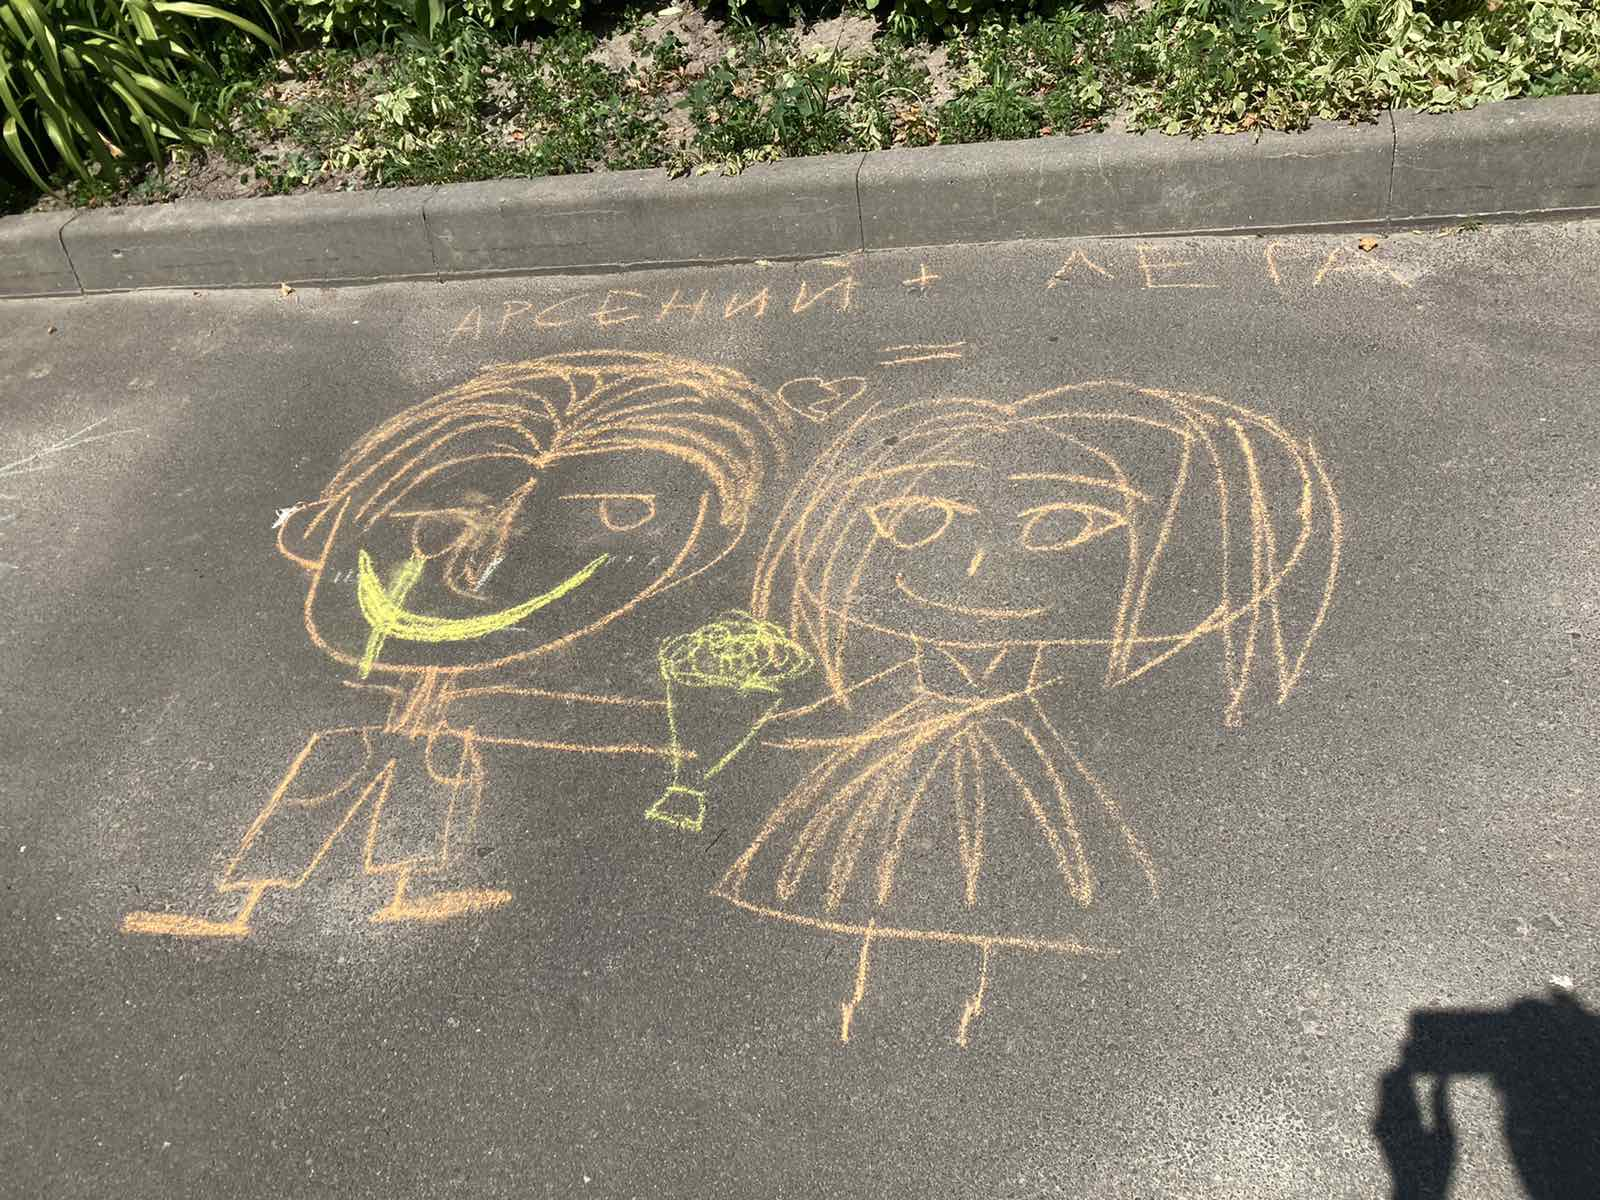 АРСЕНИЙ + ЛЕГА
=